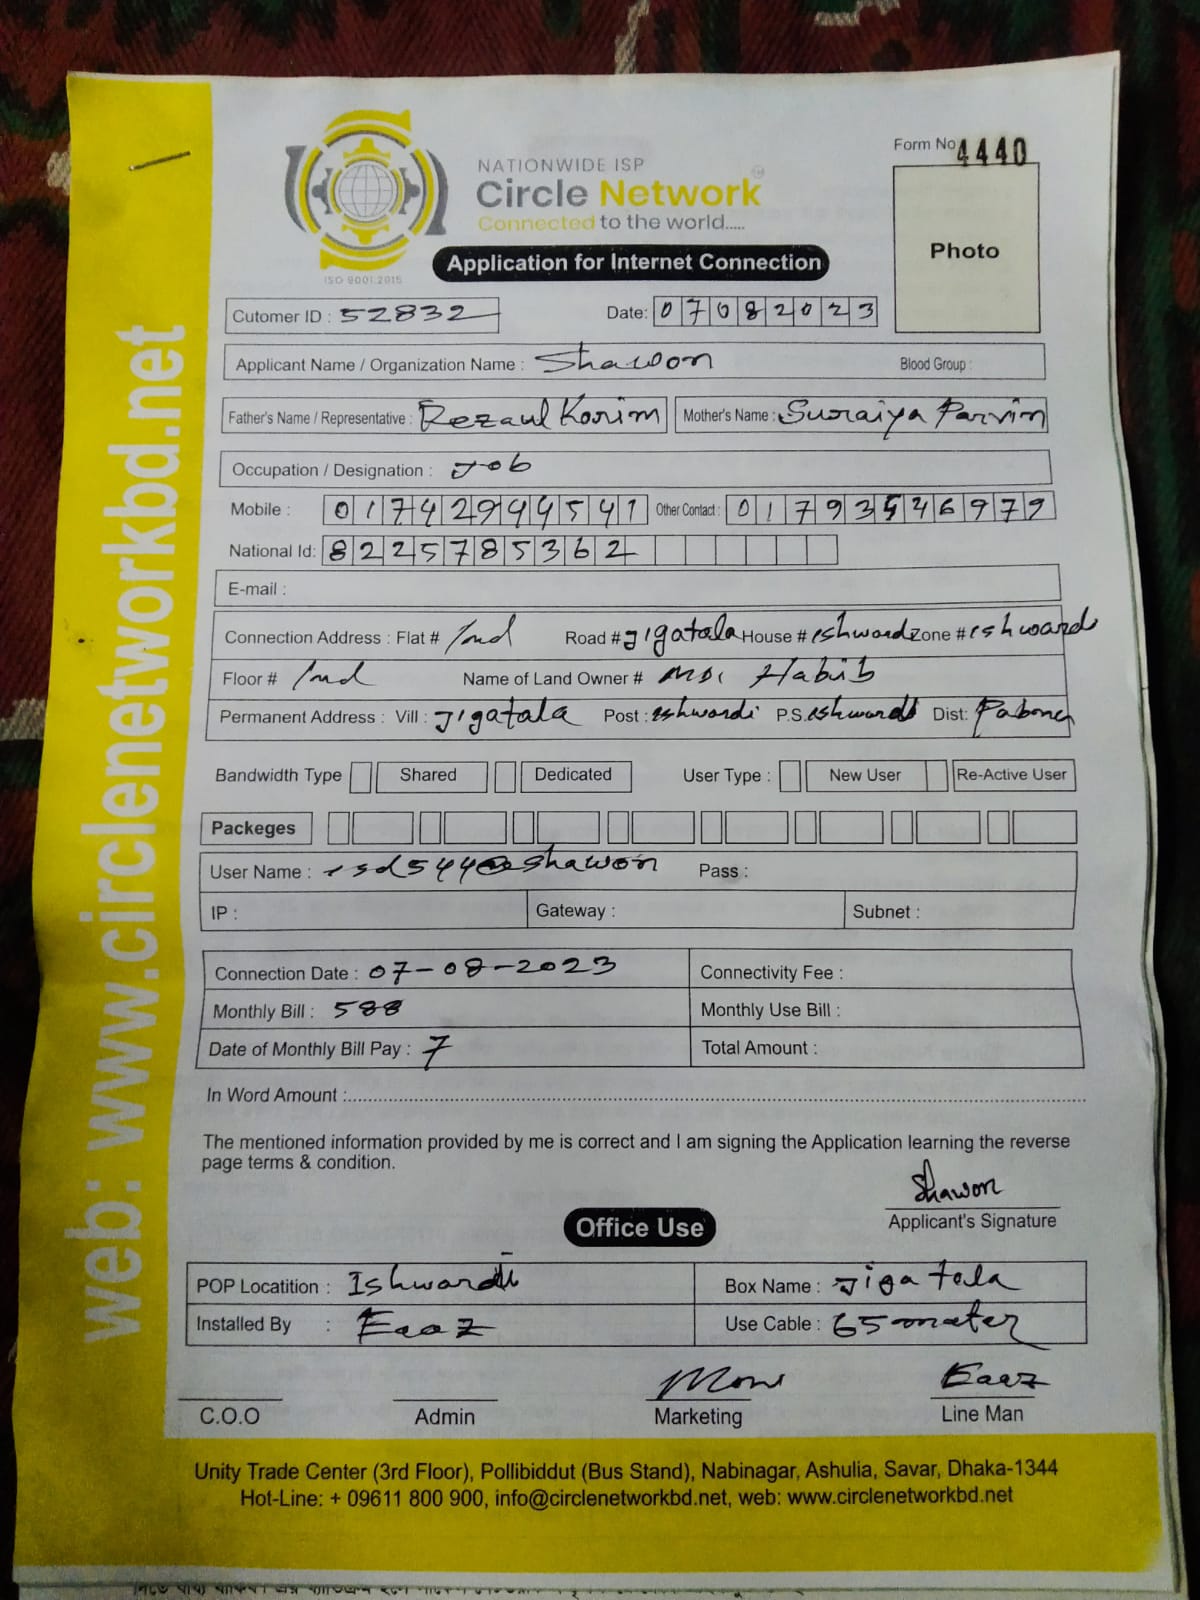 Form No 4440
NATIONWIDE ISP
Circle Network
Connected to the world.....
ISO 9001:2015
Application for Internet Connection
Photo
Cutomer ID : 52832 Date: 07082023
Applicant Name / Organization Name : Shawon Blood Group :
Father's Name / Representative : Rezaul Korim Mother's Name : Suraiya Parvin
Occupation / Designation : Job
Mobile : 01742994541 Other Contact : 01793546979
National Id: 8225785362
E-mail :
Connection Address : Flat # Road # Jigatala House # eshwardi Zone # eshwardi
Floor # Name of Land Owner # MD: Habib
Permanent Address : Vill : Jigatala Post : eshwardi P.S. eshwardi Dist: Pabona
Bandwidth Type Shared Dedicated User Type : New User Re-Active User
Packeges
User Name : Pass :
IP : Gateway : Subnet :
Connection Date : 07-08-2023 Connectivity Fee :
Monthly Bill : 588 Monthly Use Bill :
Date of Monthly Bill Pay : 7 Total Amount :
In Word Amount :
The mentioned information provided by me is correct and I am signing the Application learning the reverse
page terms & condition.
Shawon
Applicant's Signature
Office Use
POP Locatition : Ishwardi Box Name : Jigatala
Installed By : Eaaz Use Cable : 65 mater
Eaaz
C.O.O Admin Marketing Line Man
Unity Trade Center (3rd Floor), Pollibiddut (Bus Stand), Nabinagar, Ashulia, Savar, Dhaka-1344
Hot-Line: + 09611 800 900, info@circlenetworkbd.net, web: www.circlenetworkbd.net
web: www.circlenetworkbd.net